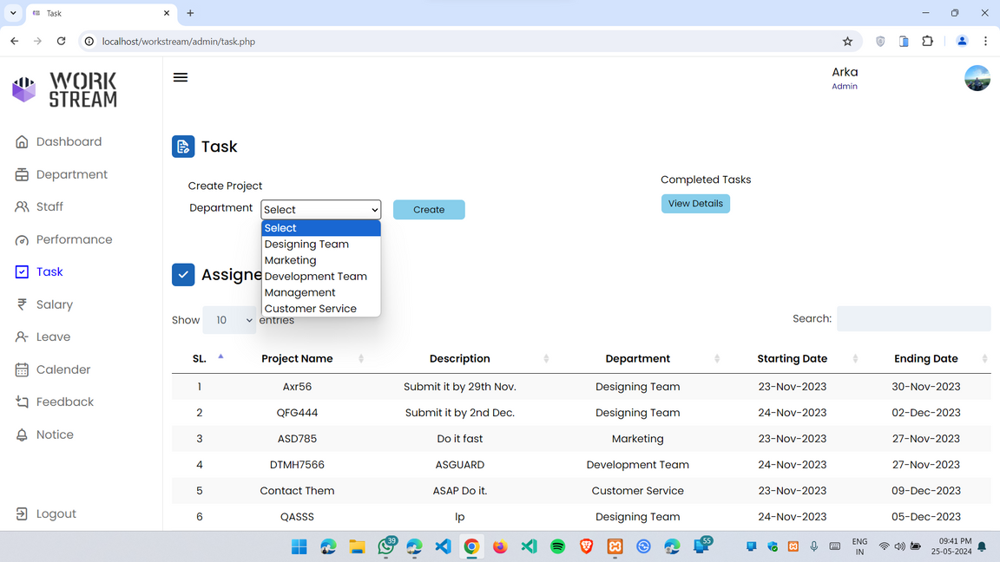 Task
localhost/workstream/admin/task.php
WORK
STREAM
Arka
Admin
Dashboard
Department
Staff
Performance
Task
Salary
Leave
Calender
Feedback
Notice
Logout
Task
Create Project
Department Select Create
Select
Designing Team
Marketing
Development Team
Management
Customer Service
Completed Tasks
View Details
Show 10 entries
Search:
SL. Project Name Description Department Starting Date Ending Date
1 Axr56 Submit it by 29th Nov. Designing Team 23-Nov-2023 30-Nov-2023
2 QFG444 Submit it by 2nd Dec. Designing Team 24-Nov-2023 02-Dec-2023
3 ASD785 Do it fast Marketing 23-Nov-2023 27-Nov-2023
4 DTMH7566 ASGUARD Development Team 24-Nov-2023 27-Nov-2023
5 Contact Them ASAP Do it. Customer Service 23-Nov-2023 09-Dec-2023
6 QASSS lp Designing Team 24-Nov-2023 05-Dec-2023
39
55
ENG
IN
09:41 PM
25-05-2024